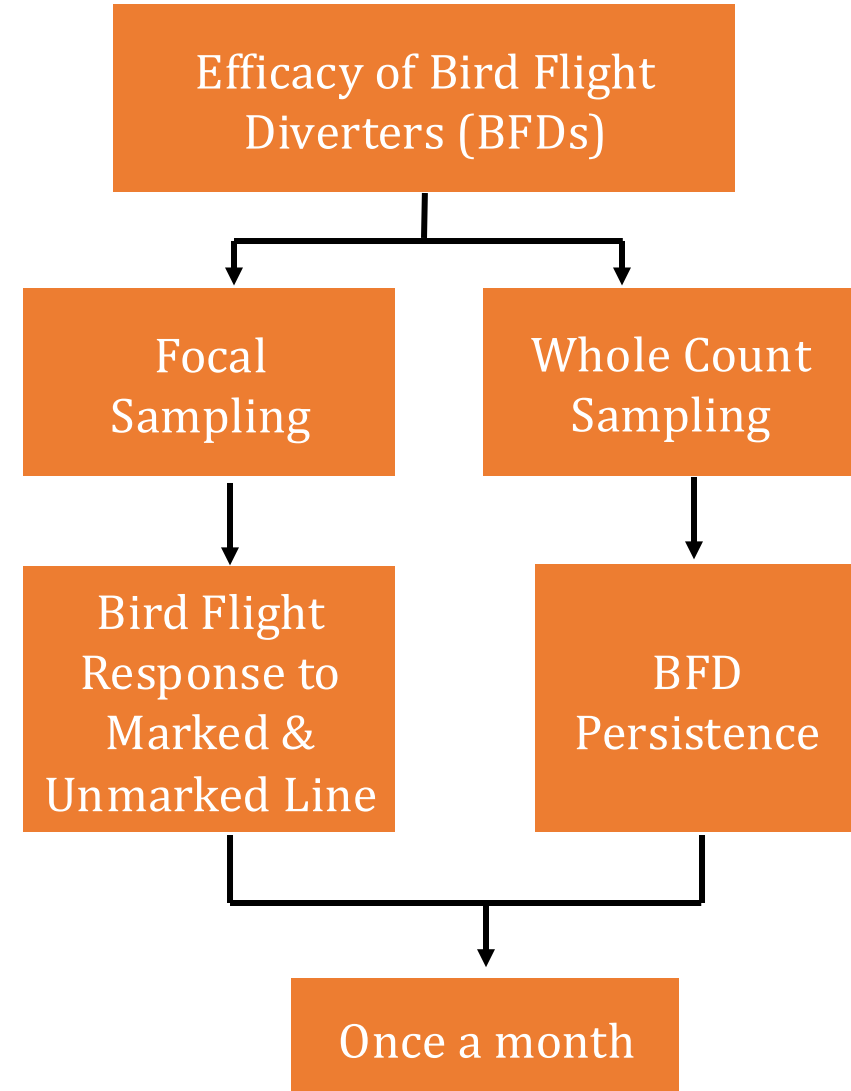 Efficacy of Bird Flight
Diverters (BFDs)
Focal
Sampling
Whole Count
Sampling
Bird Flight
Response to
Marked &
Unmarked Line
BFD
Persistence
Once a month